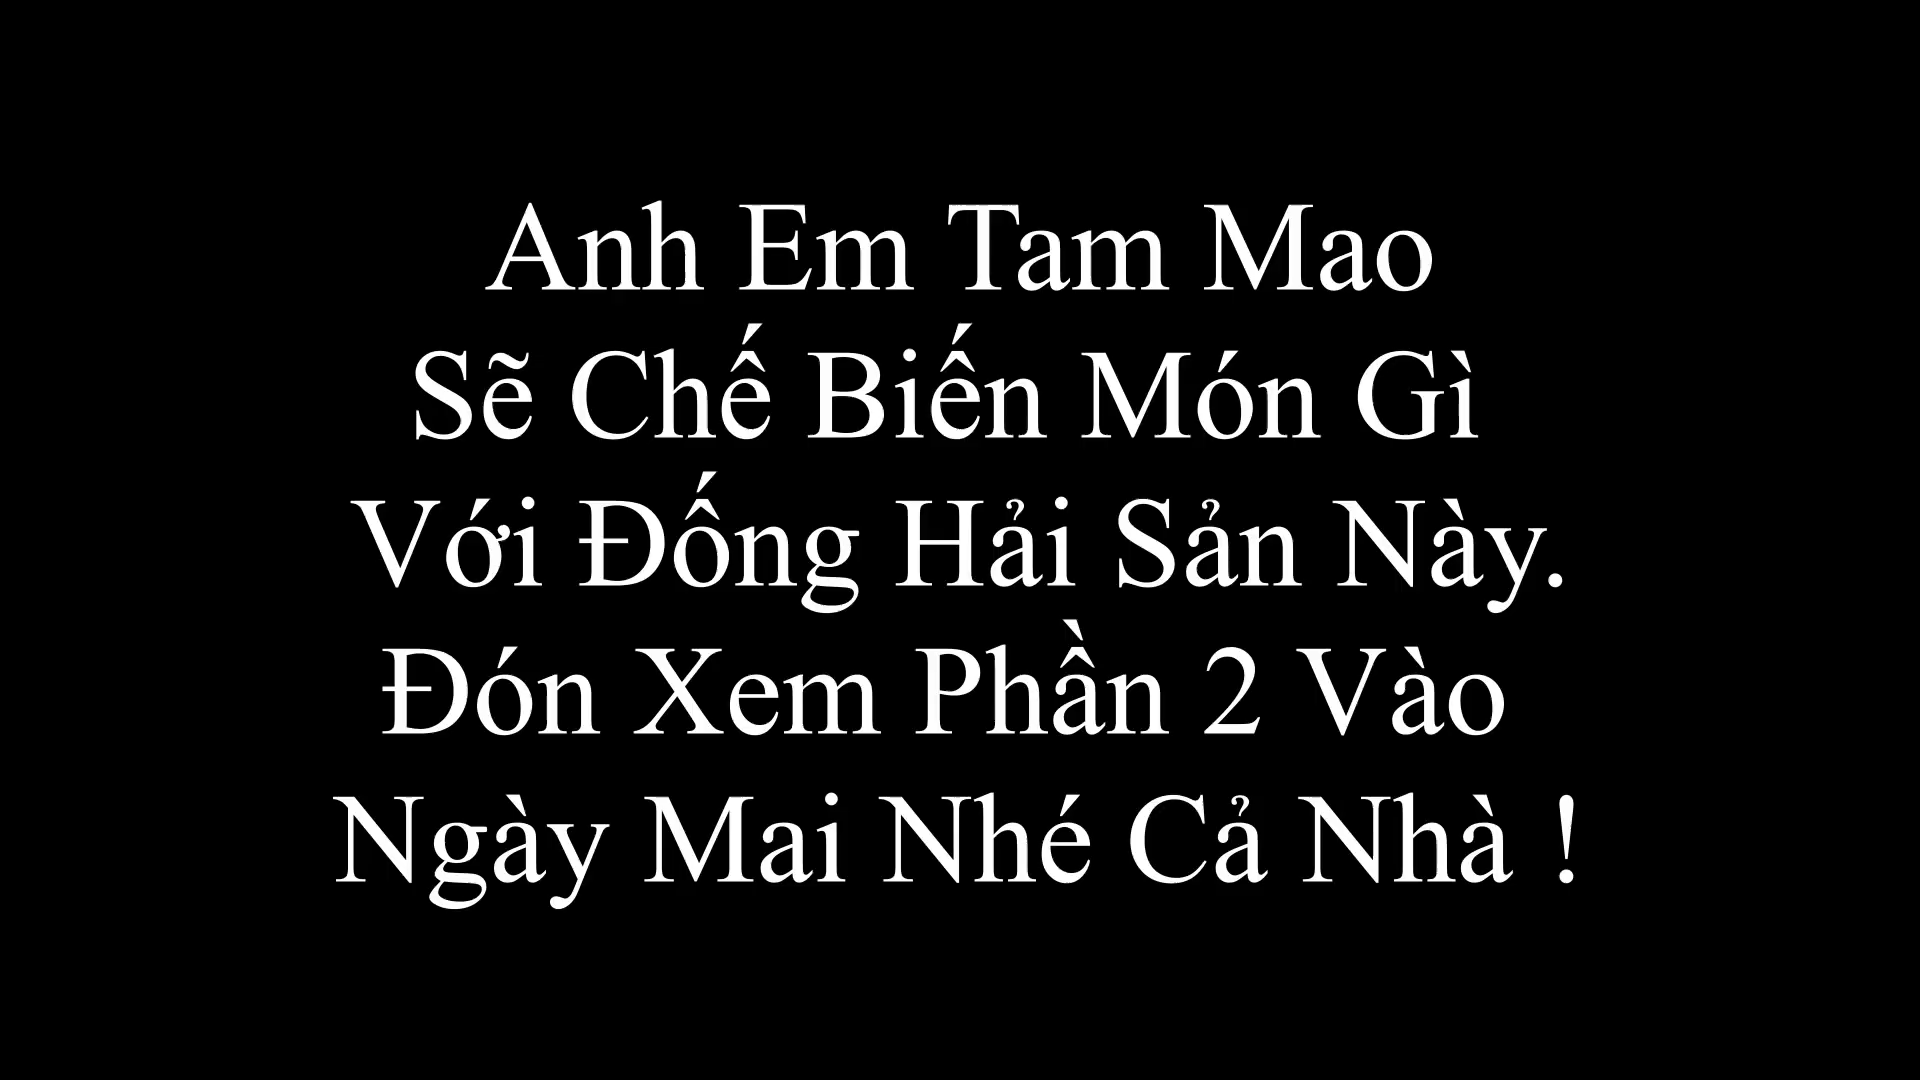 Anh Em Tam Mao
Sẽ Chế Biến Món Gì
Với Đống Hải Sản Này.
Đón Xem Phần 2 Vào
Ngày Mai Nhé Cả Nhà !